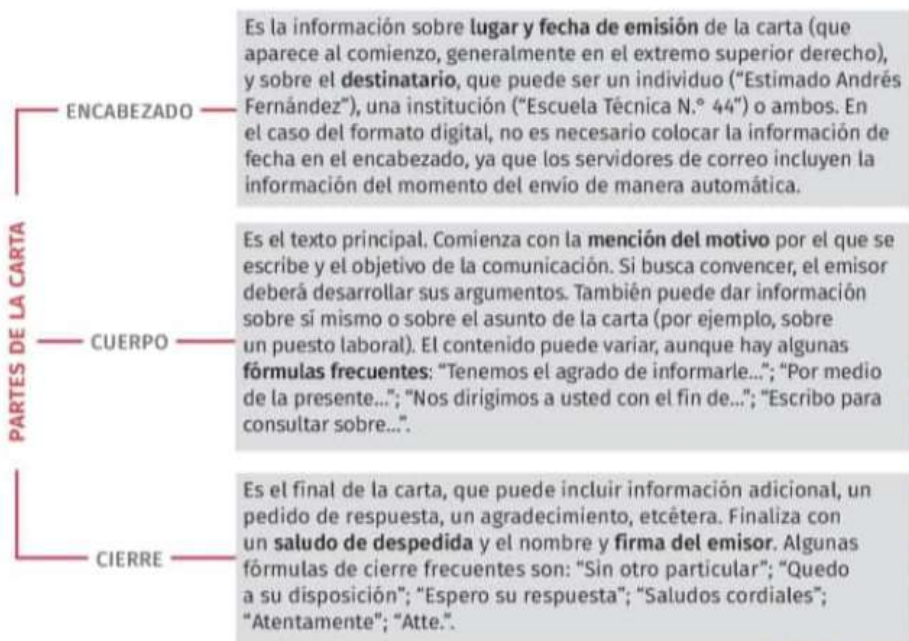 PARTES DE LA CARTA
ENCABEZADO
Es la información sobre lugar y fecha de emisión de la carta (que
aparece al comienzo, generalmente en el extremo superior derecho),
y sobre el destinatario, que puede ser un individuo (“Estimado Andrés
Fernández”), una institución (“Escuela Técnica N.° 44”) o ambos. En
el caso del formato digital, no es necesario colocar la información de
fecha en el encabezado, ya que los servidores de correo incluyen la
información del momento del envío de manera automática.
CUERPO
Es el texto principal. Comienza con la mención del motivo por el que se
escribe y el objetivo de la comunicación. Si busca convencer, el emisor
deberá desarrollar sus argumentos. También puede dar información
sobre sí mismo o sobre el asunto de la carta (por ejemplo, sobre
un puesto laboral). El contenido puede variar, aunque hay algunas
fórmulas frecuentes: “Tenemos el agrado de informarle...”; “Por medio
de la presente...”; “Nos dirigimos a usted con el fin de...”; “Escribo para
consultar sobre...”.
CIERRE
Es el final de la carta, que puede incluir información adicional, un
pedido de respuesta, un agradecimiento, etcétera. Finaliza con
un saludo de despedida y el nombre y firma del emisor. Algunas
fórmulas de cierre frecuentes son: “Sin otro particular”; “Quedo
a su disposición”; “Espero su respuesta”; “Saludos cordiales”;
“Atentamente”; “Atte.”.